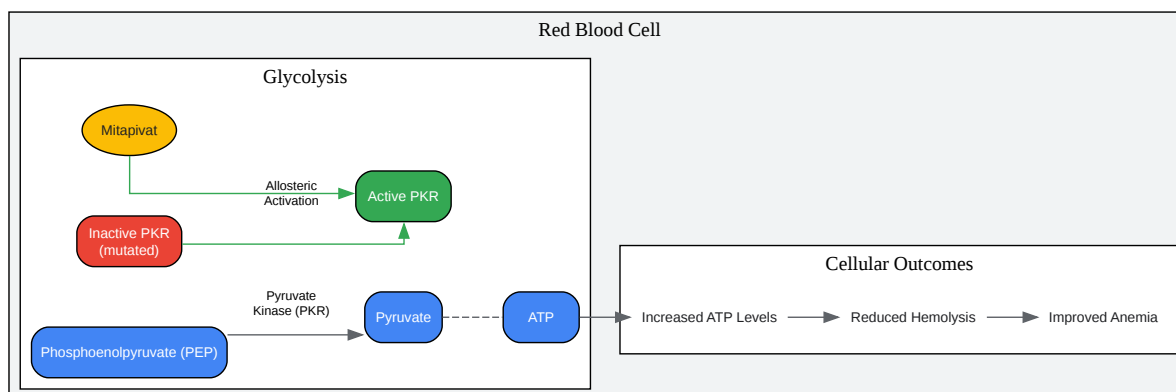 Red Blood Cell
Glycolysis
Mitapivat
Allosteric
Activation
Active PKR
Inactive PKR
(mutated)
Pyruvate
Kinase (PKR)
Phosphoenolpyruvate (PEP)
Pyruvate
ATP
Cellular Outcomes
Increased ATP Levels
Reduced Hemolysis
Improved Anemia